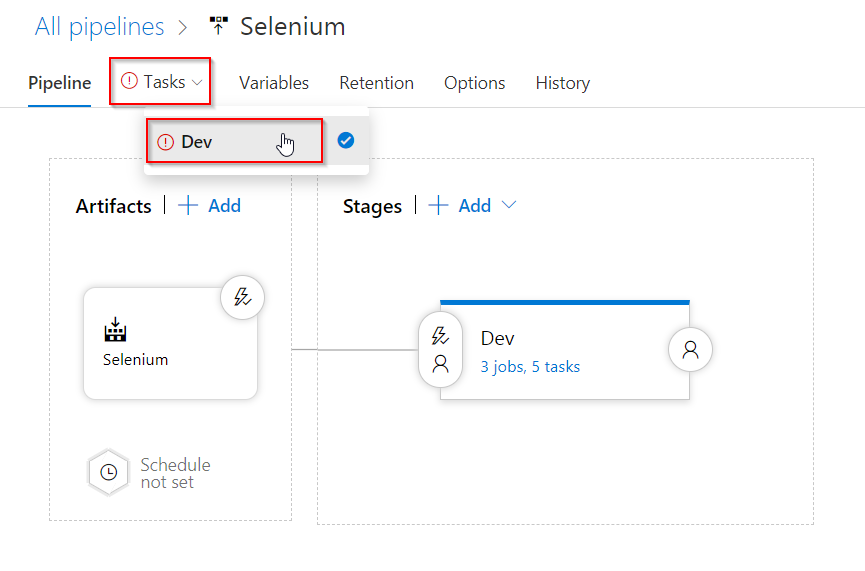 All pipelines > Selenium
Pipeline Tasks Variables Retention Options History
Dev
Artifacts | + Add
Stages | + Add
Selenium
Dev
3 jobs, 5 tasks
Schedule
not set